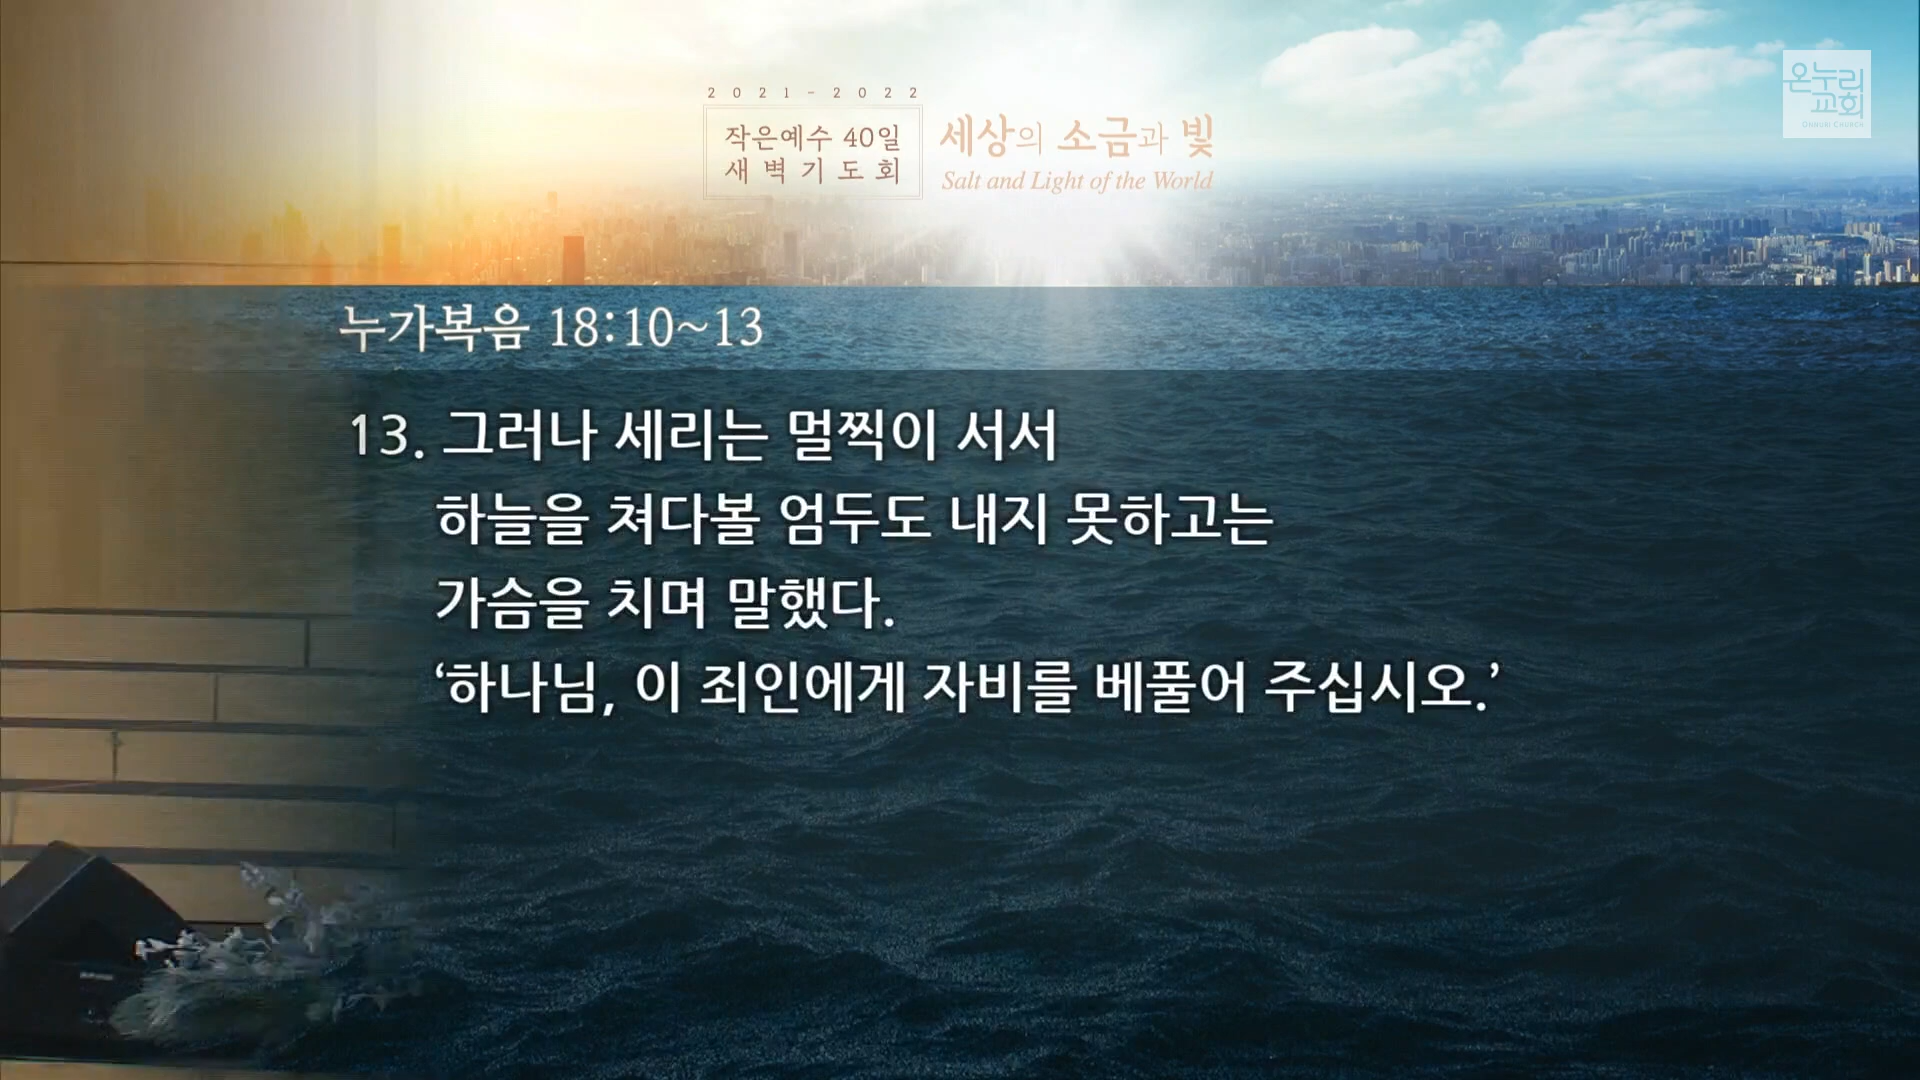 2021-2022
작은예수 40일
새벽기도회
세상의 소금과 빛
Salt and Light of the World
온누리
교회
ONNURI CHURCH
누가복음 18:10~13
13. 그러나 세리는 멀찍이 서서
하늘을 쳐다볼 엄두도 내지 못하고는
가슴을 치며 말했다.
‘하나님, 이 죄인에게 자비를 베풀어 주십시오.’